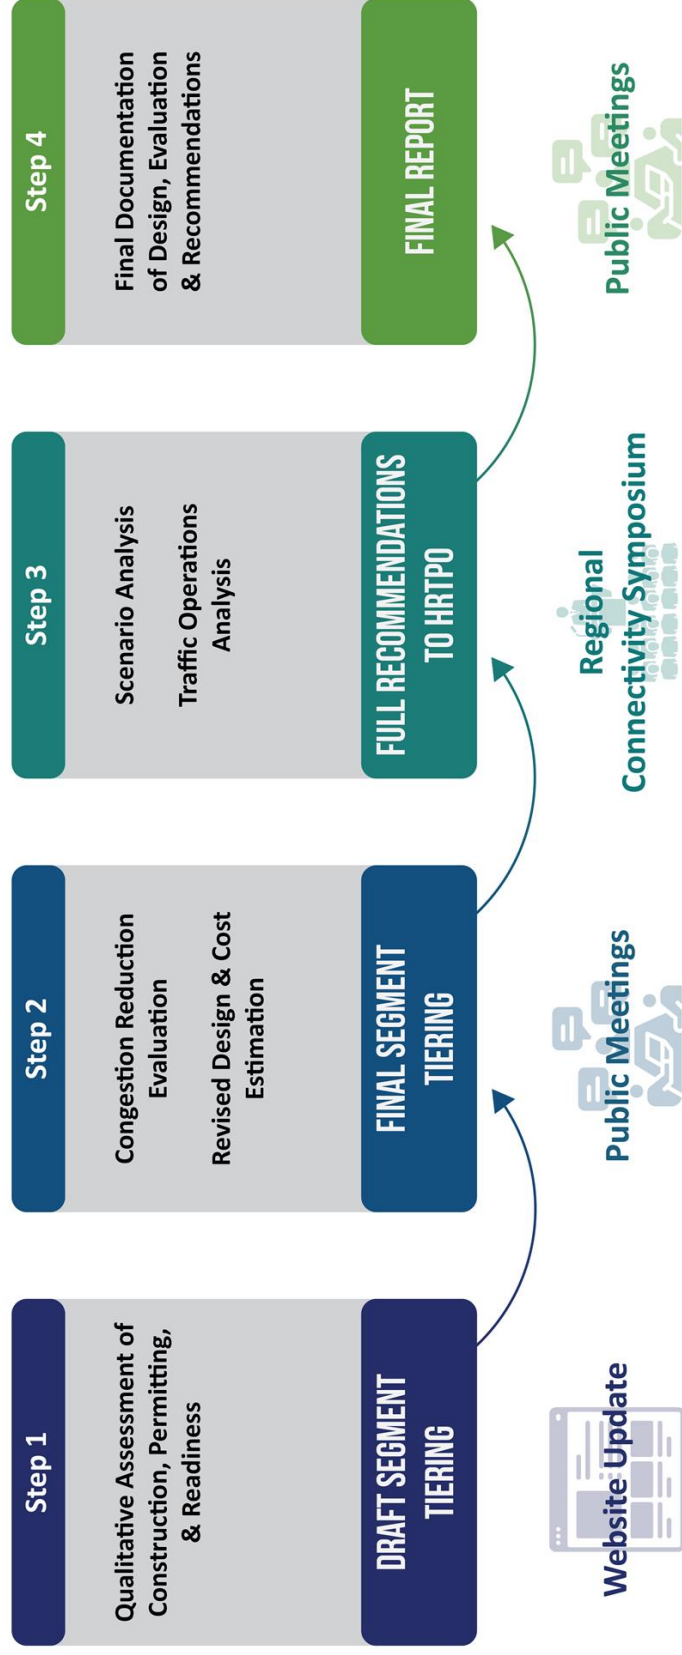 Step 1
Qualitative Assessment of
Construction, Permitting,
& Readiness
DRAFT SEGMENT
TIERING
Website Update
Step 2
Congestion Reduction
Evaluation
Revised Design & Cost
Estimation
FINAL SEGMENT
TIERING
Public Meetings
Step 3
Scenario Analysis
Traffic Operations
Analysis
FULL RECOMMENDATIONS
TO HRTPO
Regional
Connectivity Symposium
Step 4
Final Documentation
of Design, Evaluation
& Recommendations
FINAL REPORT
Public Meetings